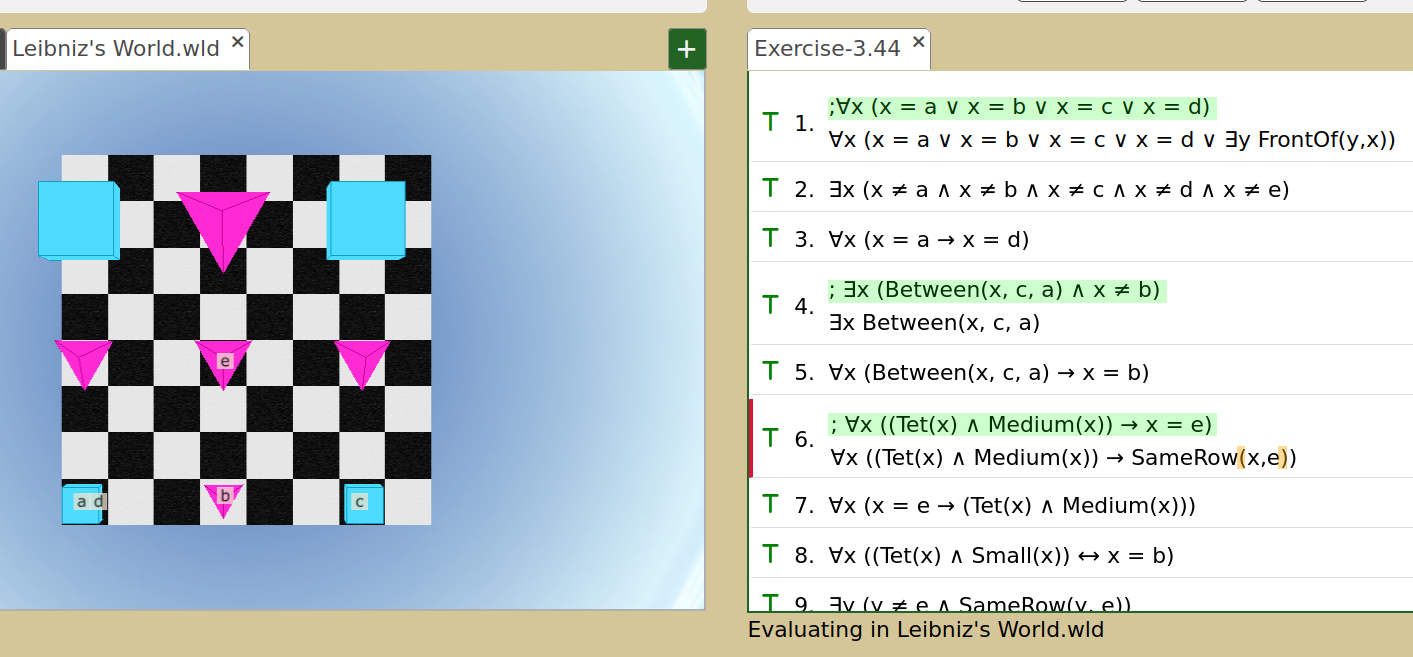 Leibniz's World.wld ✕
+
e
a d
b
c
Exercise-3.44 ✕
T 1. ;∀x (x = a ∨ x = b ∨ x = c ∨ x = d)
∀x (x = a ∨ x = b ∨ x = c ∨ x = d ∨ ∃y FrontOf(y,x))
T 2. ∃x (x ≠ a ∧ x ≠ b ∧ x ≠ c ∧ x ≠ d ∧ x ≠ e)
T 3. ∀x (x = a → x = d)
T 4. ; ∃x (Between(x, c, a) ∧ x ≠ b)
∃x Between(x, c, a)
T 5. ∀x (Between(x, c, a) → x = b)
T 6. ; ∀x ((Tet(x) ∧ Medium(x)) → x = e)
∀x ((Tet(x) ∧ Medium(x)) → SameRow(x,e))
T 7. ∀x (x = e → (Tet(x) ∧ Medium(x)))
T 8. ∀x ((Tet(x) ∧ Small(x)) ↔ x = b)
T 9. ∃y (y ≠ e ∧ SameRow(y, e))
Evaluating in Leibniz's World.wld